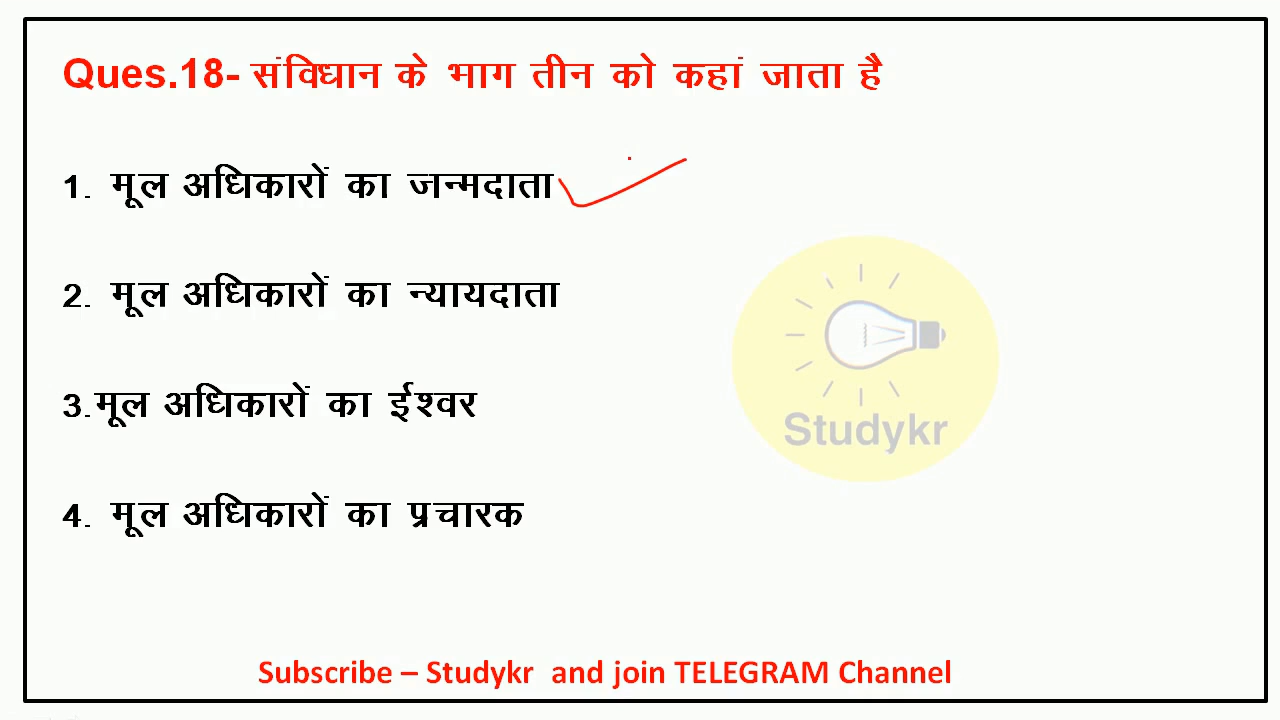 Ques.18- संविधान के भाग तीन को कहां जाता है
1. मूल अधिकारों का जन्मदाता
2. मूल अधिकारों का न्यायदाता
3.मूल अधिकारों का ईश्वर
4. मूल अधिकारों का प्रचारक
Studykr
Subscribe – Studykr and join TELEGRAM Channel